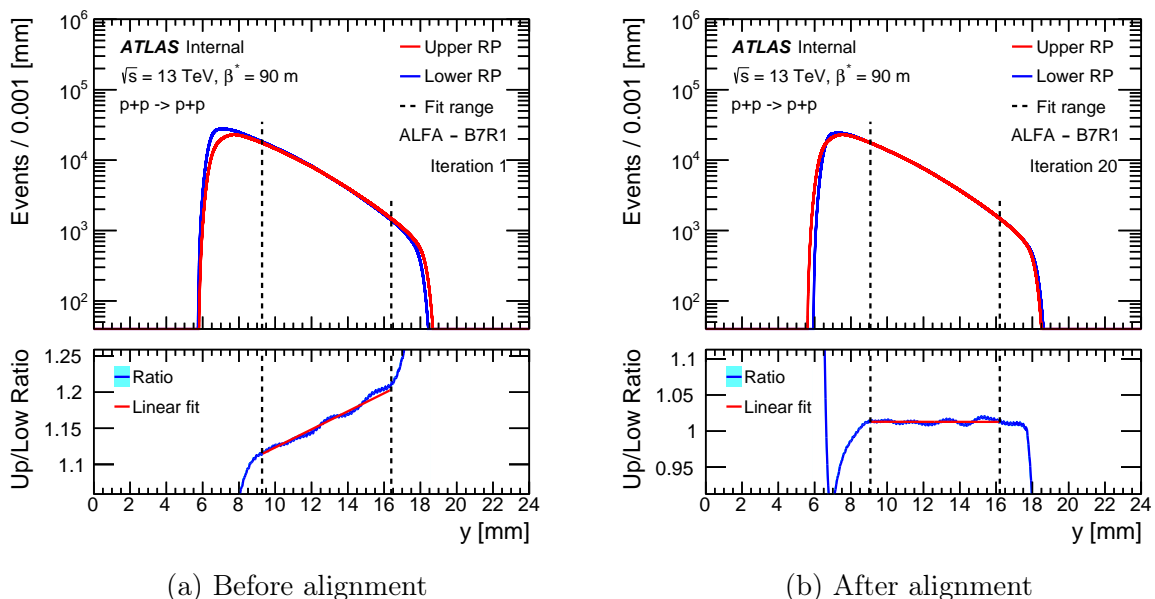 Events / 0.001 [mm]
10^6
10^5
10^4
10^3
10^2
ATLAS Internal
√s = 13 TeV, β* = 90 m
p+p -> p+p
Upper RP
Lower RP
Fit range
ALFA − B7R1
Iteration 1
Up/Low Ratio
1.25
1.2
1.15
1.1
Ratio
Linear fit
0 2 4 6 8 10 12 14 16 18 20 22 24
y [mm]
(a) Before alignment
Events / 0.001 [mm]
10^6
10^5
10^4
10^3
10^2
ATLAS Internal
√s = 13 TeV, β* = 90 m
p+p -> p+p
Upper RP
Lower RP
Fit range
ALFA − B7R1
Iteration 20
Up/Low Ratio
1.1
1.05
1
0.95
Ratio
Linear fit
0 2 4 6 8 10 12 14 16 18 20 22 24
y [mm]
(b) After alignment